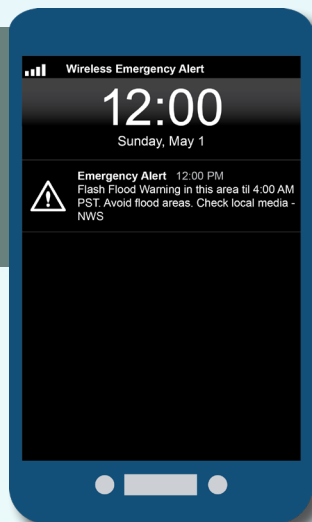 Wireless Emergency Alert
12:00
Sunday, May 1
Emergency Alert 12:00 PM
Flash Flood Warning in this area til 4:00 AM
PST. Avoid flood areas. Check local media -
NWS